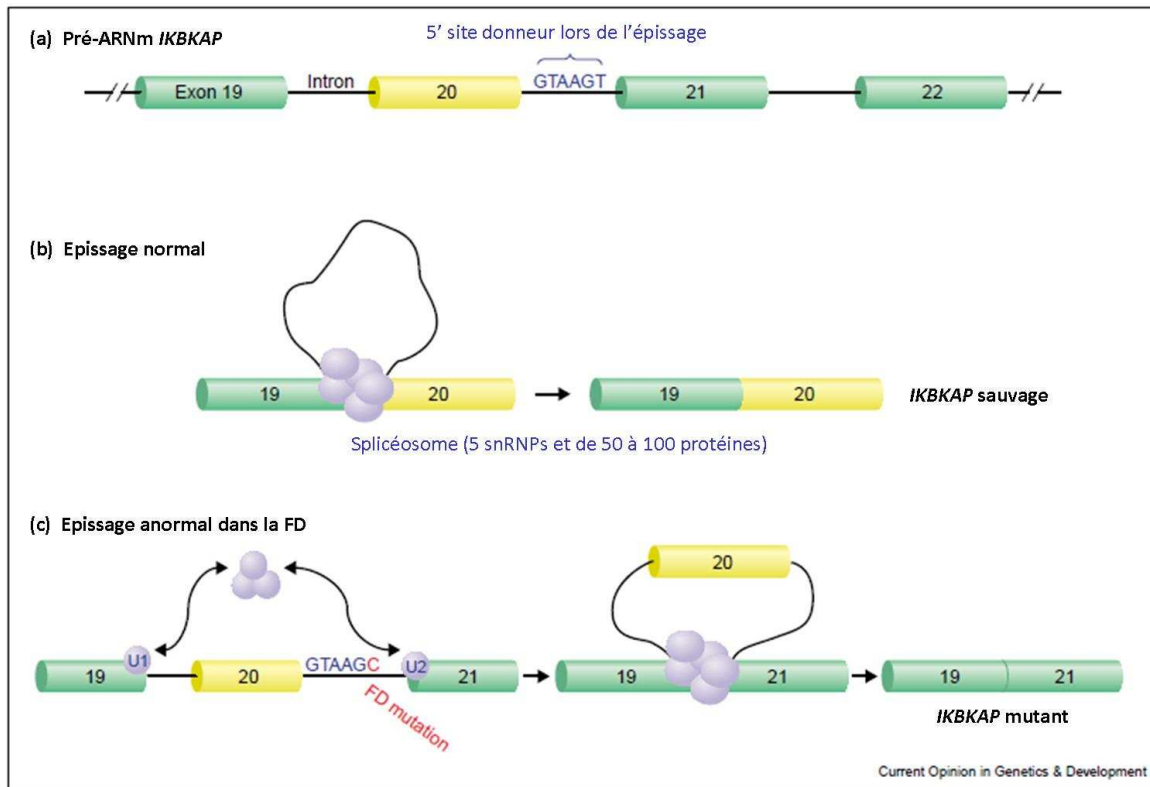 (a) Pré-ARNm IKBKAP
5’ site donneur lors de l’épissage
Exon 19
Intron
20
GTAAGT
21
22
(b) Epissage normal
19
20
19
20
IKBKAP sauvage
Spliceósome (5 snRNPs et de 50 à 100 protéines)
(c) Epissage anormal dans la FD
19
U1
20
GTAAGC
U2
21
FD mutation
20
19
21
19
21
IKBKAP mutant
Current Opinion in Genetics & Development